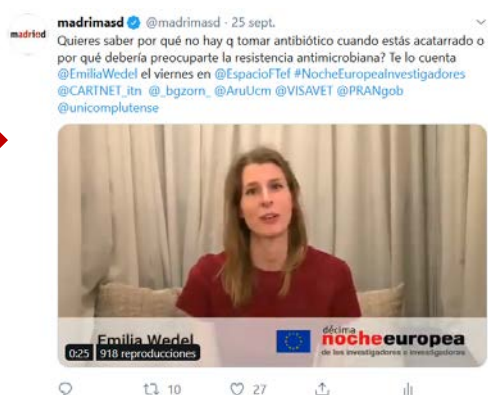 madrimasd @madrimasd · 25 sept.
madrimasd
Quieres saber por qué no hay q tomar antibiótico cuando estás acatarrado o
por qué debería preocuparte la resistencia antimicrobiana? Te lo cuenta
@EmiliaWedel el viernes en @EspacioFTef #NocheEuropeaInvestigadores
@CARTNET_itn @_bgzorn_ @AruUcm @VISAVET @PRANgob
@unicomplutense
Emilia Wedel
0:25 918 reproducciones
décima
nocheeuropea
de los investigadores e investigadoras
10 27